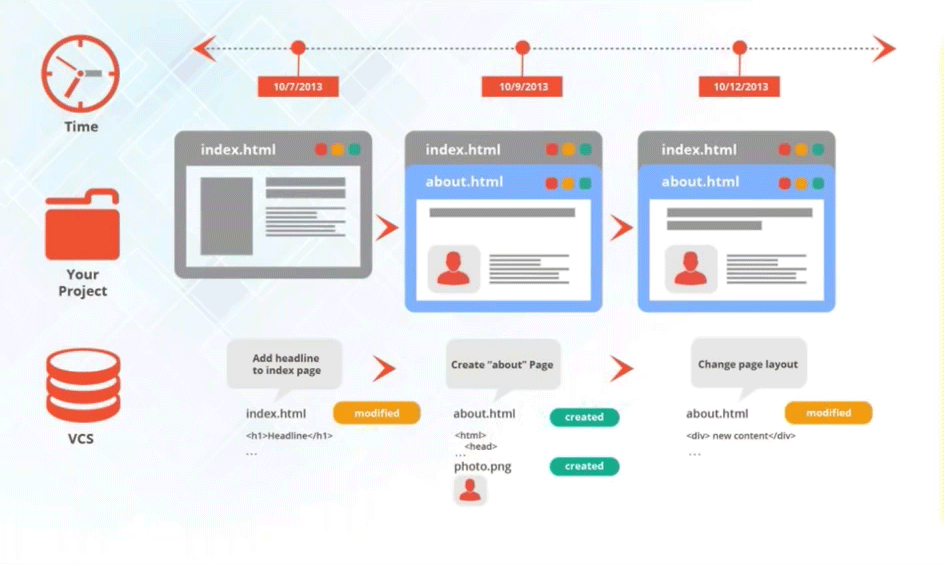 Time
10/7/2013
10/9/2013
10/12/2013
Your
Project
index.html
index.html
about.html
index.html
about.html
VCS
Add headline
to index page
index.html
modified
<h1>Headline</h1>
...
Create "about" Page
about.html
created
<html>
<head>
...
photo.png
created
Change page layout
about.html
modified
<div> new content</div>
...